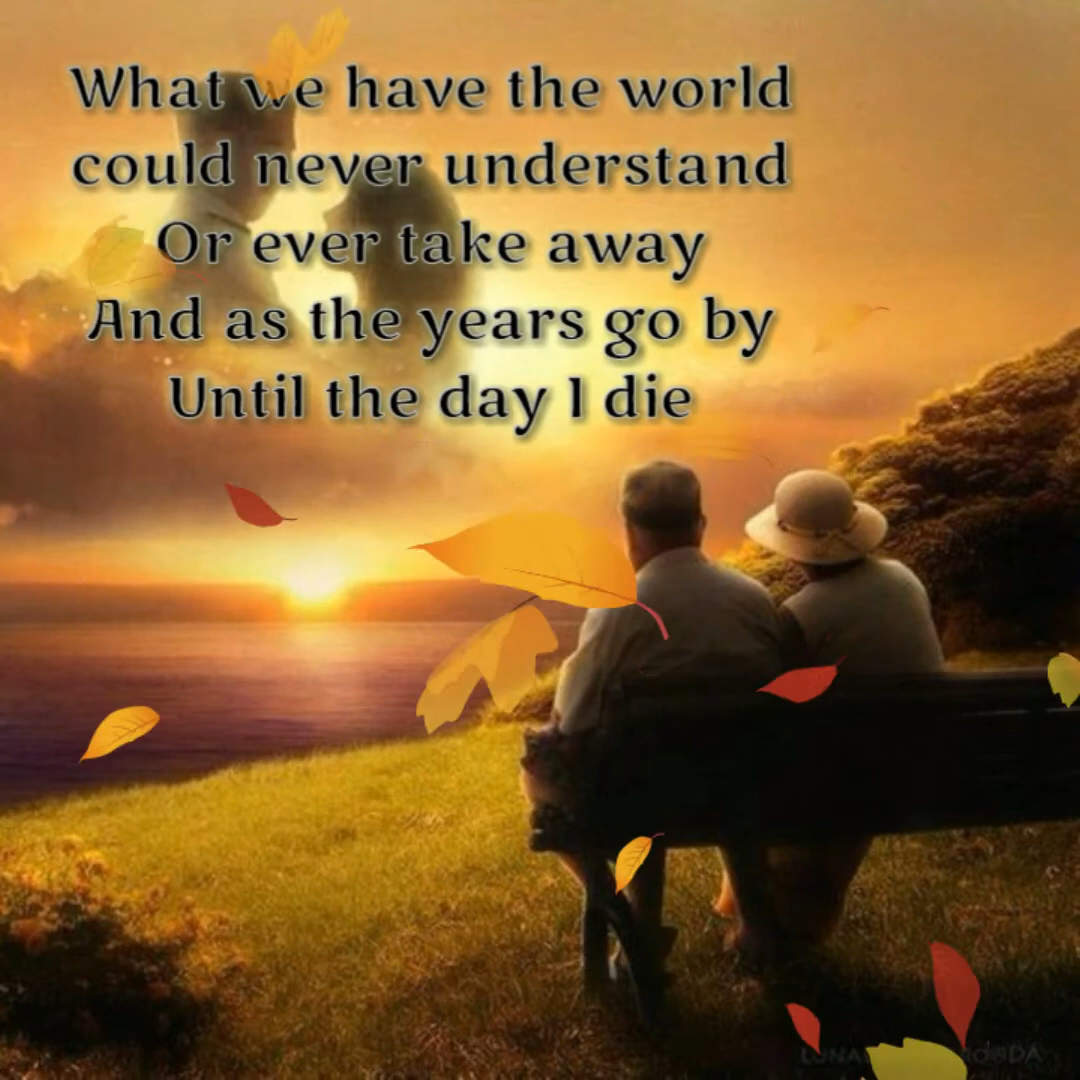 What we have the world
could never understand
Or ever take away
And as the years go by
Until the day I die